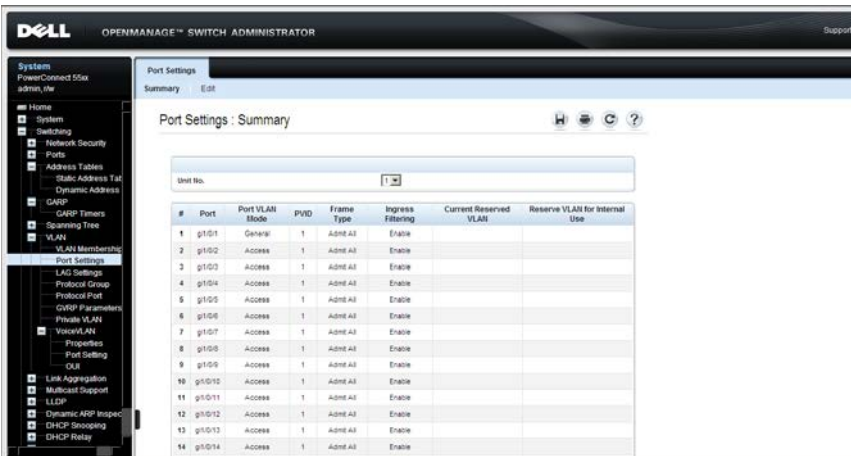 DELL
OPENMANAGE™ SWITCH ADMINISTRATOR
Support
System
PowerConnect 55xx
admin, r/w
Home
System
Switching
Network Security
Ports
Address Tables
Static Address Tab
Dynamic Address
GARP
GARP Timers
Spanning Tree
VLAN
VLAN Membership
Port Settings
LAG Settings
Protocol Group
Protocol Port
GVRP Parameters
Private VLAN
VoiceVLAN
Properties
Port Setting
OUI
Link Aggregation
Multicast Support
LLDP
Dynamic ARP Inspec
DHCP Snooping
DHCP Relay
Port Settings
Summary Edit
Port Settings : Summary
?
Unit No. 1
# Port Port VLAN Mode PVID Frame Type Ingress Filtering Current Reserved VLAN Reserve VLAN for Internal Use
1 gi1/0/1 General 1 Admit All Enable
2 gi1/0/2 Access 1 Admit All Enable
3 gi1/0/3 Access 1 Admit All Enable
4 gi1/0/4 Access 1 Admit All Enable
5 gi1/0/5 Access 1 Admit All Enable
6 gi1/0/6 Access 1 Admit All Enable
7 gi1/0/7 Access 1 Admit All Enable
8 gi1/0/8 Access 1 Admit All Enable
9 gi1/0/9 Access 1 Admit All Enable
10 gi1/0/10 Access 1 Admit All Enable
11 gi1/0/11 Access 1 Admit All Enable
12 gi1/0/12 Access 1 Admit All Enable
13 gi1/0/13 Access 1 Admit All Enable
14 gi1/0/14 Access 1 Admit All Enable